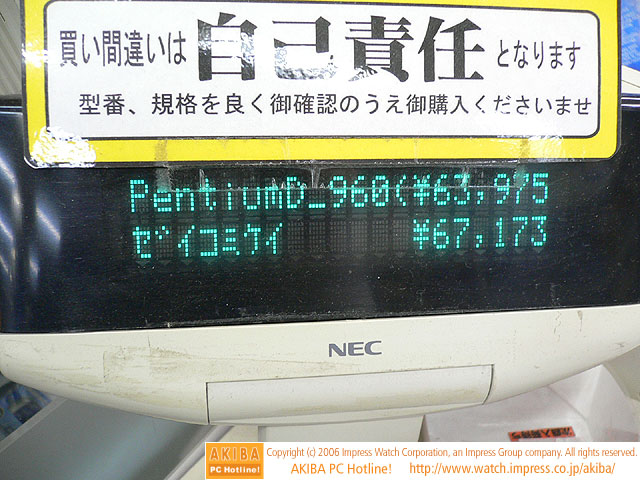 買い間違いは自己責任となります
型番、規格を良く御確認のうえ御購入くださいませ
PentiumD_960(¥63,975
ゼイコミケイ ¥67,173
NEC
AKIBA
PC Hotline!
Copyright (c) 2006 Impress Watch Corporation, an Impress Group company. All rights reserved.
AKIBA PC Hotline! http://www.watch.impress.co.jp/akiba/